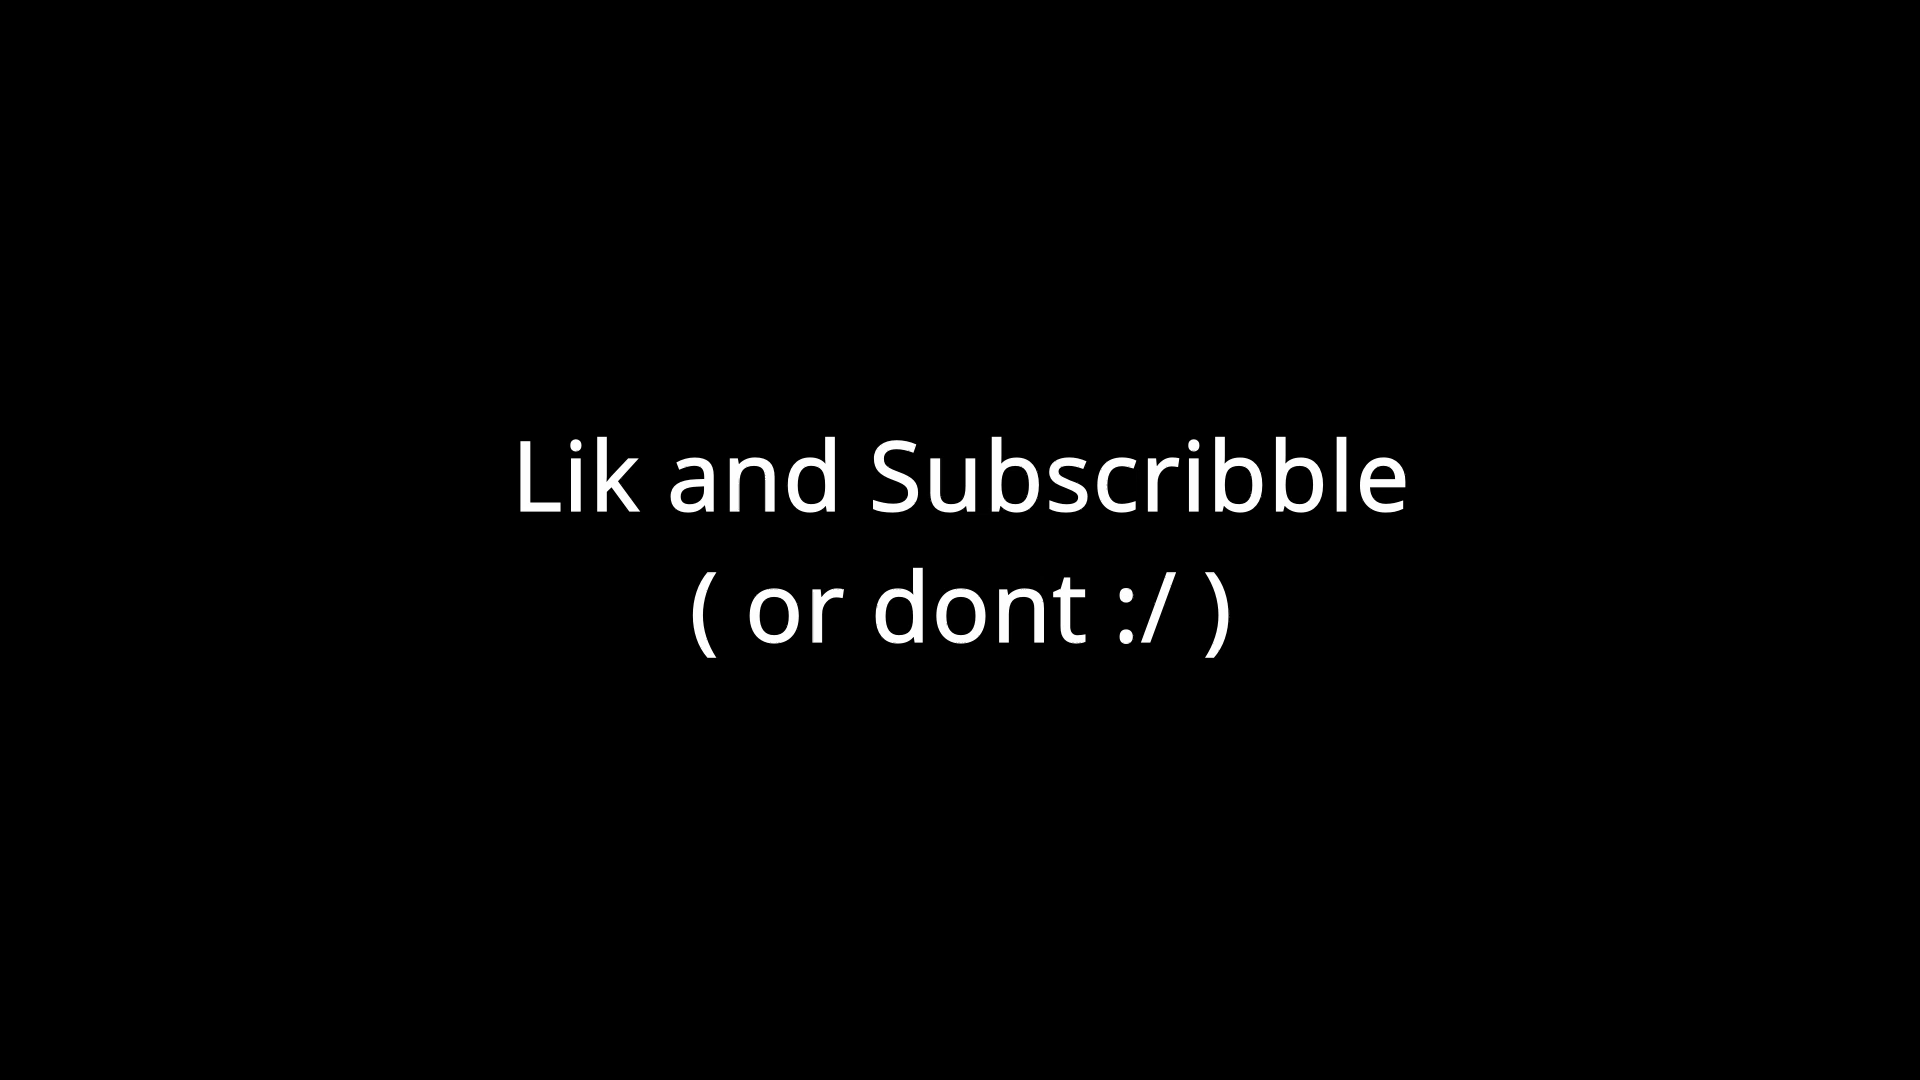 Lik and Subscribble
( or dont :/ )